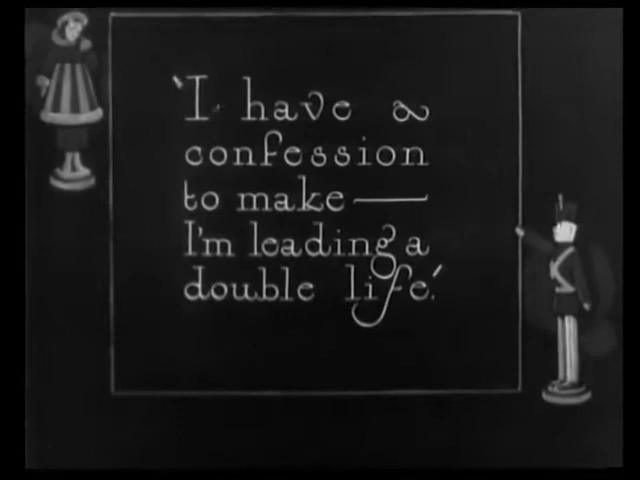 'I have a
confession
to make—
I'm leading a
double life.'